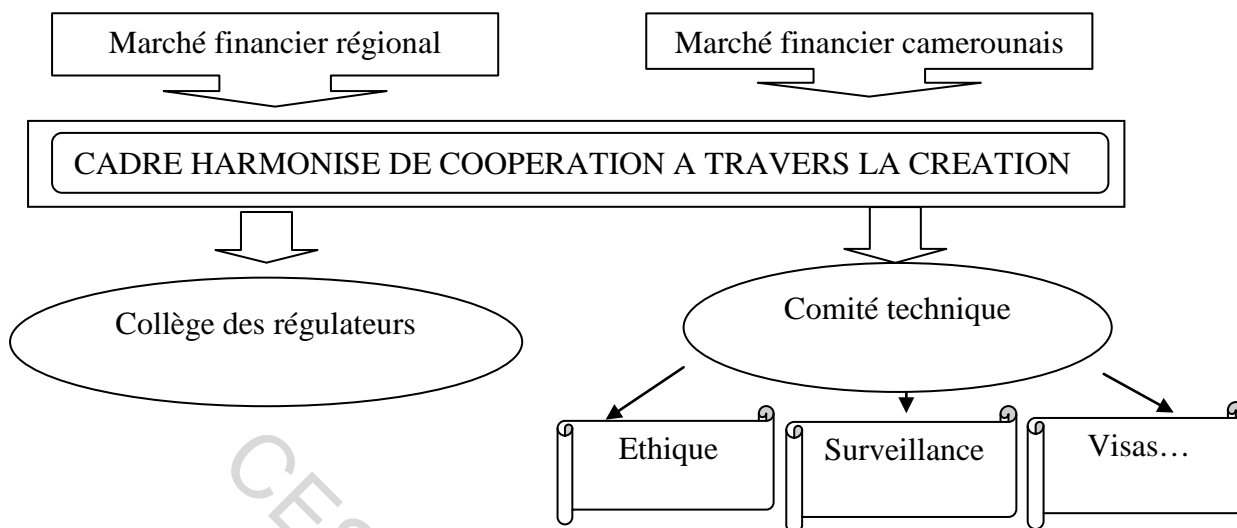 Marché financier régional
Marché financier camerounais
CADRE HARMONISE DE COOPERATION A TRAVERS LA CREATION
Collège des régulateurs
Comité technique
Ethique
Surveillance
Visas…